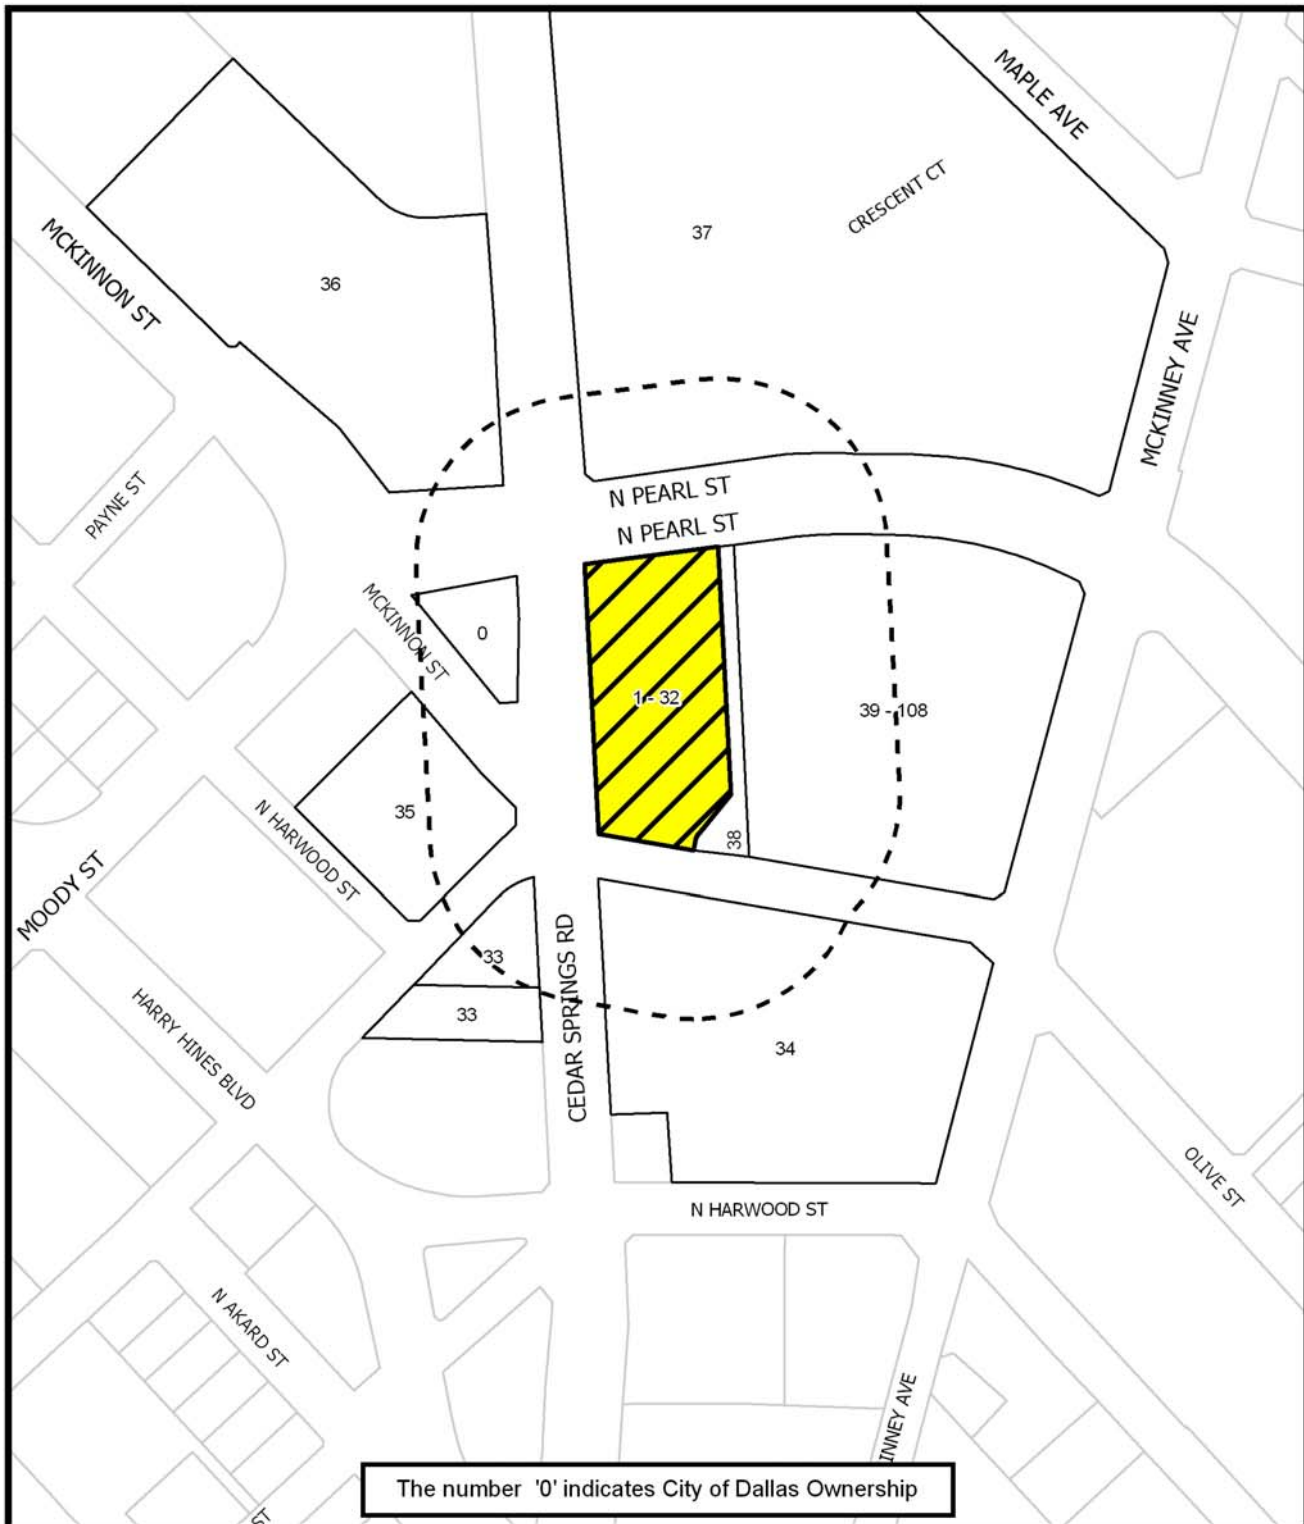 MAPLE AVE
CRESCENT CT
37
MCKINNON ST
36
MCKINNEY AVE
PAYNE ST
N PEARL ST
N PEARL ST
MCKINNON ST
0
1 - 32
39 - 108
35
N HARWOOD ST
38
MOODY ST
33
CEDAR SPRINGS RD
33
HARRY HINES BLVD
34
OLIVE ST
N HARWOOD ST
N AKARD ST
INNEY AVE
The number '0' indicates City of Dallas Ownership
ST